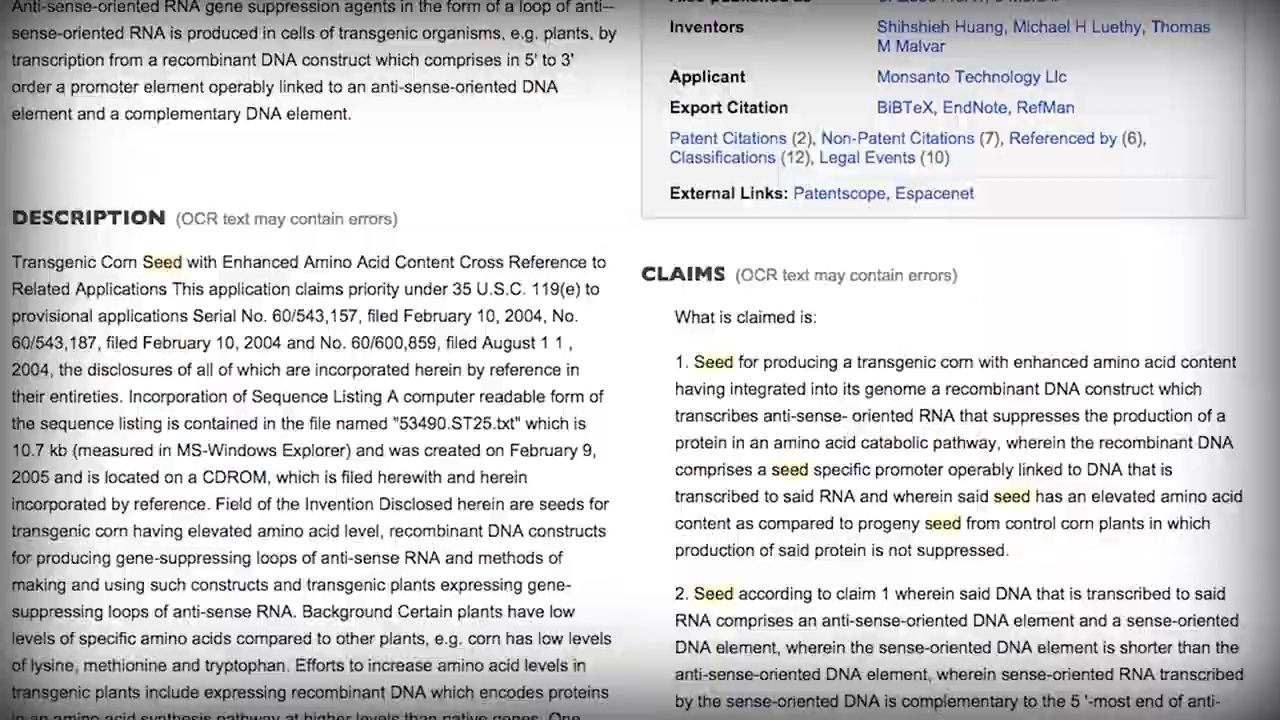 Anti-sense-oriented RNA gene suppression agents in the form of a loop of anti-
sense-oriented RNA is produced in cells of transgenic organisms, e.g. plants, by
transcription from a recombinant DNA construct which comprises in 5' to 3'
order a promoter element operably linked to an anti-sense-oriented DNA
element and a complementary DNA element.
DESCRIPTION (OCR text may contain errors)
Transgenic Corn Seed with Enhanced Amino Acid Content Cross Reference to
Related Applications This application claims priority under 35 U.S.C. 119(e) to
provisional applications Serial No. 60/543,157, filed February 10, 2004, No.
60/543,187, filed February 10, 2004 and No. 60/600,859, filed August 1 1 ,
2004, the disclosures of all of which are incorporated herein by reference in
their entireties. Incorporation of Sequence Listing A computer readable form of
the sequence listing is contained in the file named "53490.ST25.txt" which is
10.7 kb (measured in MS-Windows Explorer) and was created on February 9,
2005 and is located on a CDROM, which is filed herewith and herein
incorporated by reference. Field of the Invention Disclosed herein are seeds for
transgenic corn having elevated amino acid level, recombinant DNA constructs
for producing gene-suppressing loops of anti-sense RNA and methods of
making and using such constructs and transgenic plants expressing gene-
suppressing loops of anti-sense RNA. Background Certain plants have low
levels of specific amino acids compared to other plants, e.g. corn has low levels
of lysine, methionine and tryptophan. Efforts to increase amino acid levels in
transgenic plants include expressing recombinant DNA which encodes proteins
in an amino acid synthesis pathway at higher levels than native genes. One
Inventors Shihshieh Huang, Michael H Luethy, Thomas
M Malvar
Applicant Monsanto Technology Llc
Export Citation BiBTeX, EndNote, RefMan
Patent Citations (2), Non-Patent Citations (7), Referenced by (6),
Classifications (12), Legal Events (10)
External Links: Patentscope, Espacenet
CLAIMS (OCR text may contain errors)
What is claimed is:
1. Seed for producing a transgenic corn with enhanced amino acid content
having integrated into its genome a recombinant DNA construct which
transcribes anti-sense- oriented RNA that suppresses the production of a
protein in an amino acid catabolic pathway, wherein the recombinant DNA
comprises a seed specific promoter operably linked to DNA that is
transcribed to said RNA and wherein said seed has an elevated amino acid
content as compared to progeny seed from control corn plants in which
production of said protein is not suppressed.
2. Seed according to claim 1 wherein said DNA that is transcribed to said
RNA comprises an anti-sense-oriented DNA element and a sense-oriented
DNA element, wherein the sense-oriented DNA element is shorter than the
anti-sense-oriented DNA element, wherein sense-oriented RNA transcribed
by the sense-oriented DNA is complementary to the 5 '-most end of anti-